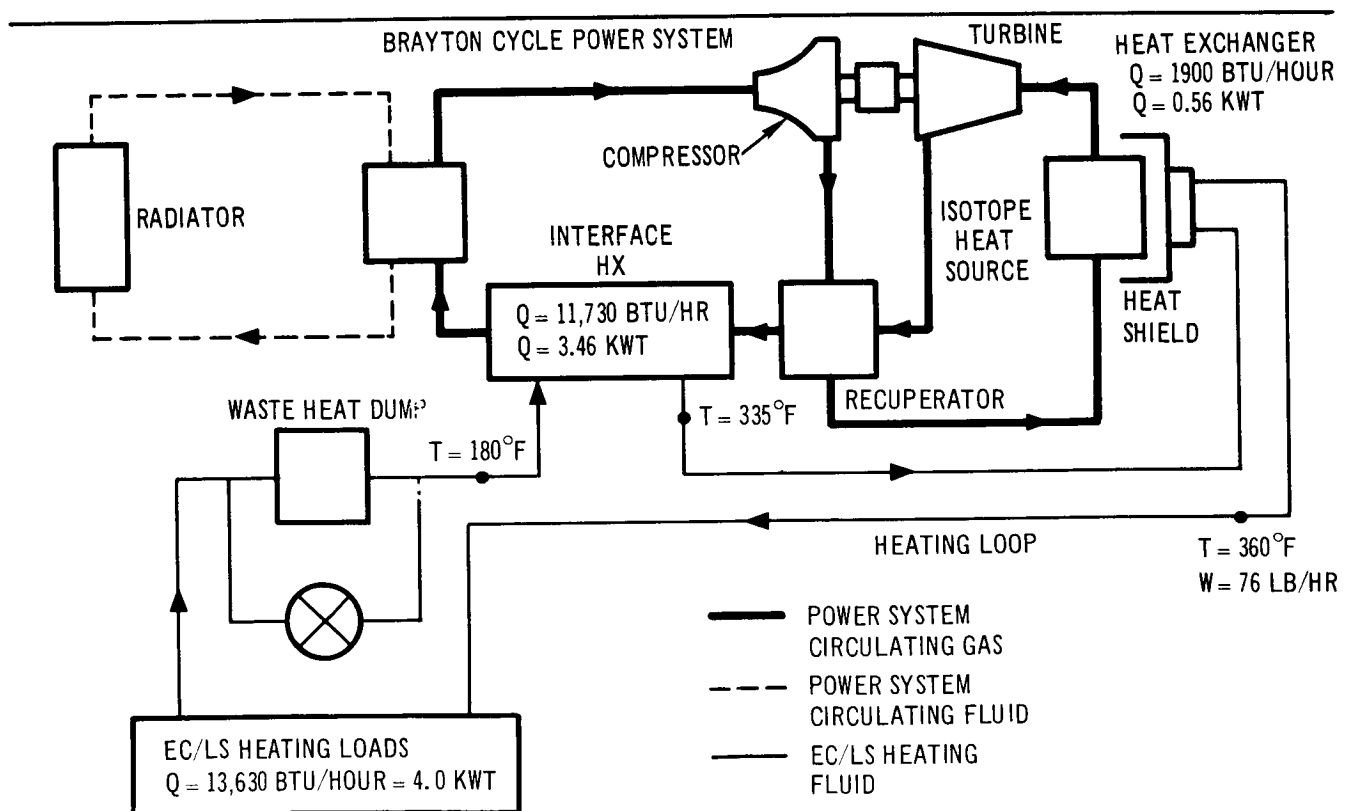 BRAYTON CYCLE POWER SYSTEM
TURBINE
HEAT EXCHANGER
Q = 1900 BTU/HOUR
Q = 0.56 KWT
COMPRESSOR
RADIATOR
ISOTOPE
HEAT
SOURCE
INTERFACE
HX
Q = 11,730 BTU/HR
Q = 3.46 KWT
HEAT
SHIELD
RECUPERATOR
WASTE HEAT DUMP
T = 180°F
T = 335°F
HEATING LOOP
T = 360°F
W = 76 LB/HR
POWER SYSTEM
CIRCULATING GAS
POWER SYSTEM
CIRCULATING FLUID
EC/LS HEATING
FLUID
EC/LS HEATING LOADS
Q = 13,630 BTU/HOUR = 4.0 KWT